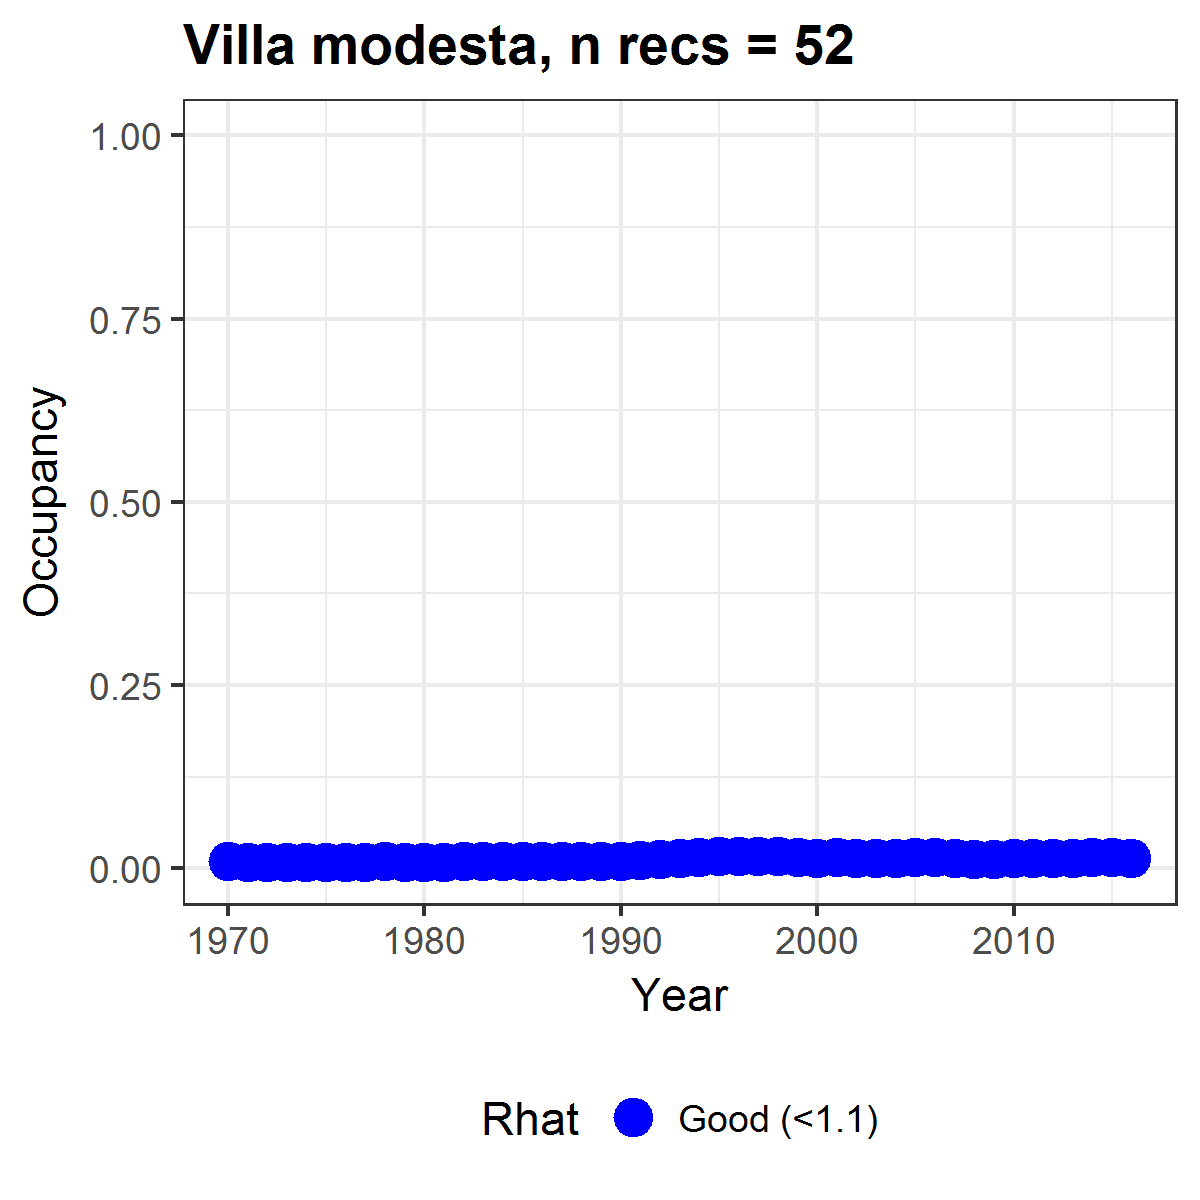 Villa modesta, n recs = 52
1.00
0.75
0.50
0.25
0.00
Occupancy
1970 1980 1990 2000 2010
Year
Rhat Good (<1.1)